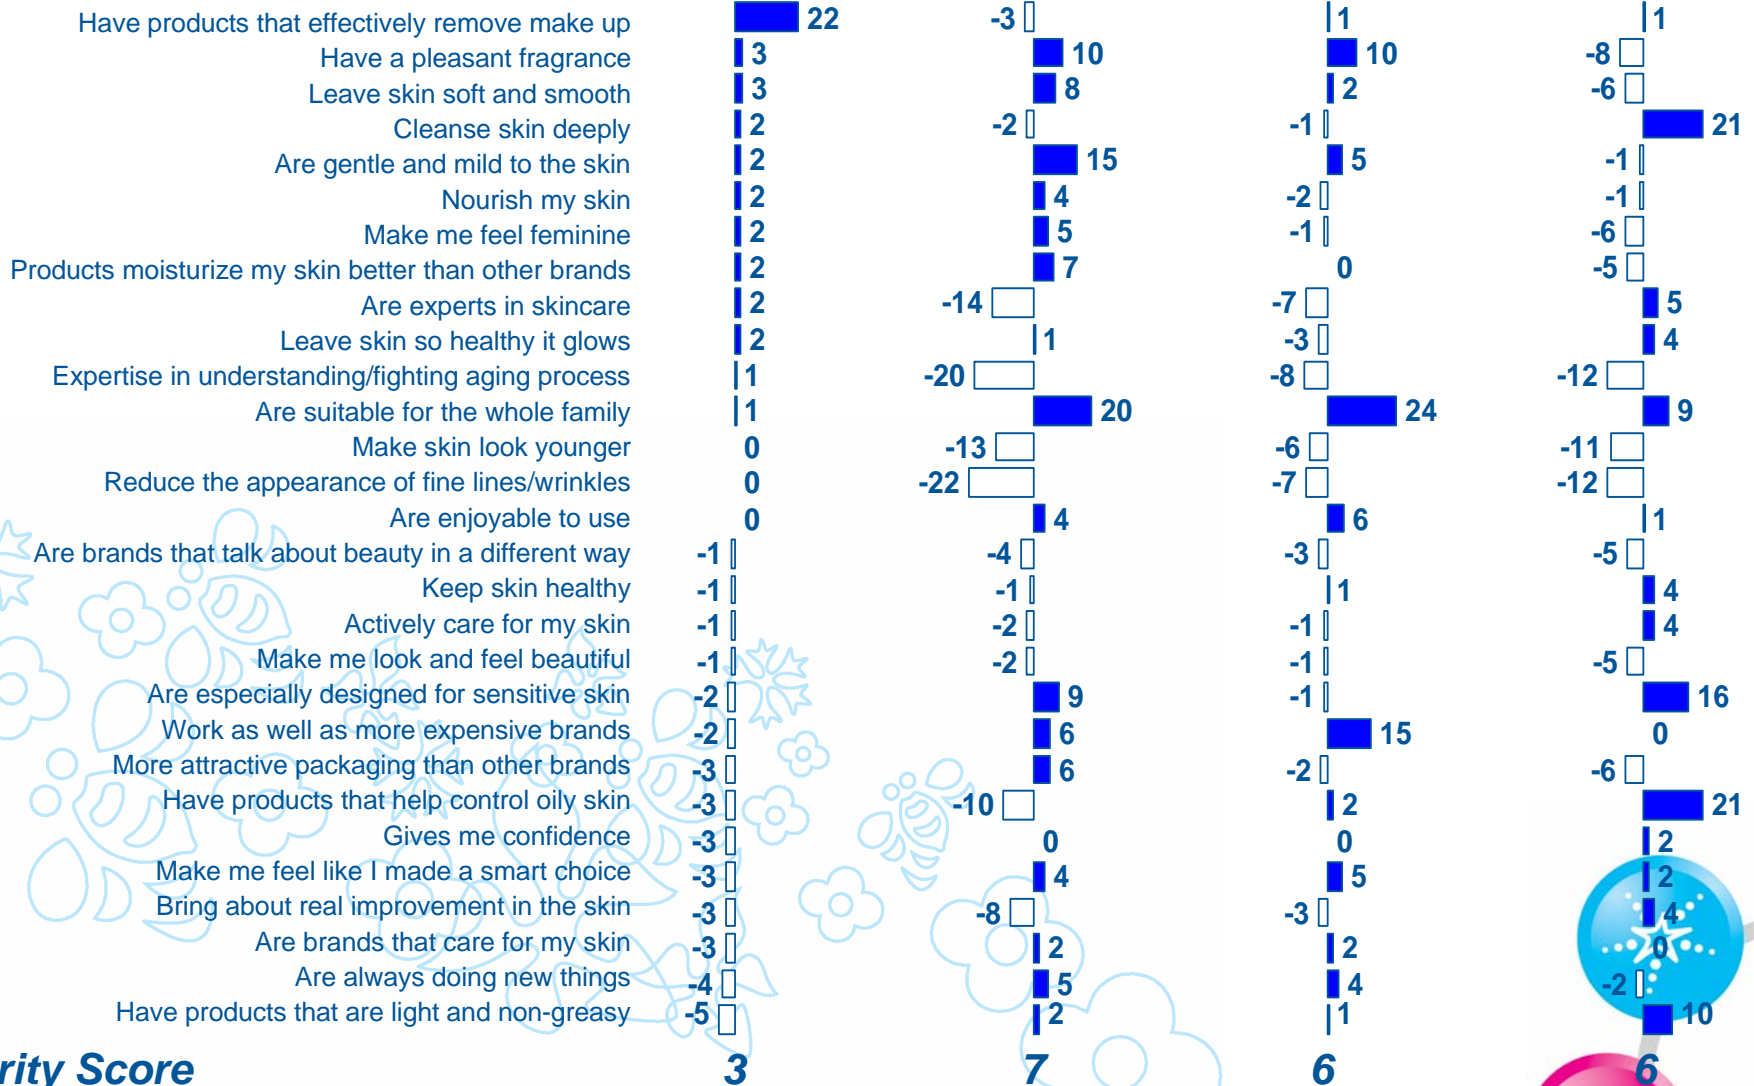 Have products that effectively remove make up 22 -3 1 1
Have a pleasant fragrance 3 10 10 -8
Leave skin soft and smooth 3 8 2 -6
Cleanse skin deeply 2 -2 -1 21
Are gentle and mild to the skin 2 15 5 -1
Nourish my skin 2 4 -2 -1
Make me feel feminine 2 5 -1 -6
Products moisturize my skin better than other brands 2 7 0 -5
Are experts in skincare 2 -14 -7 5
Leave skin so healthy it glows 2 1 -3 4
Expertise in understanding/fighting aging process 1 -20 -8 -12
Are suitable for the whole family 1 20 24 9
Make skin look younger 0 -13 -6 -11
Reduce the appearance of fine lines/wrinkles 0 -22 -7 -12
Are enjoyable to use 0 4 6 1
Are brands that talk about beauty in a different way -1 -4 -3 -5
Keep skin healthy -1 -1 1 4
Actively care for my skin -1 -2 -1 4
Make me look and feel beautiful -1 -2 -1 -5
Are especially designed for sensitive skin -2 9 -1 16
Work as well as more expensive brands -2 6 15 0
More attractive packaging than other brands -3 6 -2 -6
Have products that help control oily skin -3 -10 2 21
Gives me confidence -3 0 0 2
Make me feel like I made a smart choice -3 4 5 2
Bring about real improvement in the skin -3 -8 -3 4
Are brands that care for my skin -3 2 2 0
Are always doing new things -4 5 4 -2
Have products that are light and non-greasy -5 2 1 10
rity Score 3 7 6 6